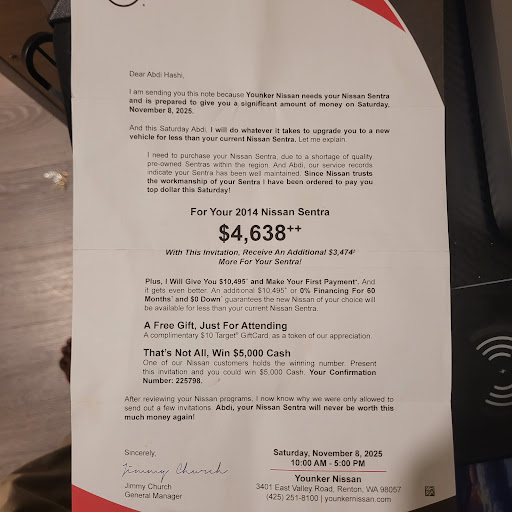 Dear Abdi Hashi,
I am sending you this note because Younker Nissan needs your Nissan Sentra
and is prepared to give you a significant amount of money on Saturday,
November 8, 2025.
And this Saturday Abdi, I will do whatever it takes to upgrade you to a new
vehicle for less than your current Nissan Sentra. Let me explain.
I need to purchase your Nissan Sentra, due to a shortage of quality
pre-owned Sentras within the region. And Abdi, our service records
indicate your Sentra has been well maintained. Since Nissan trusts
the workmanship of your Sentra I have been ordered to pay you
top dollar this Saturday!
For Your 2014 Nissan Sentra
$4,638++
With This Invitation, Receive An Additional $3,474²
More For Your Sentra!
Plus, I Will Give You $10,495* and Make Your First Payment*. And
it gets even better. An additional $10,495* or 0% Financing For 60
Months* and $0 Down* guarantees the new Nissan of your choice will
be available for less than your current Nissan Sentra.
A Free Gift, Just For Attending
A complimentary $10 Target* GiftCard, as a token of our appreciation.
That's Not All, Win $5,000 Cash
One of our Nissan customers holds the winning number. Present
this invitation and you could win $5,000 Cash. Your Confirmation
Number: 225798.
After reviewing your Nissan programs, I now know why we were only allowed to
send out a few invitations. Abdi, your Nissan Sentra will never be worth this
much money again!
Sincerely,
Jimmy Church
Jimmy Church
General Manager
Saturday, November 8, 2025
10:00 AM - 5:00 PM
Younker Nissan
3401 East Valley Road, Renton, WA 98057
(425) 251-8100 | younkernissan.com